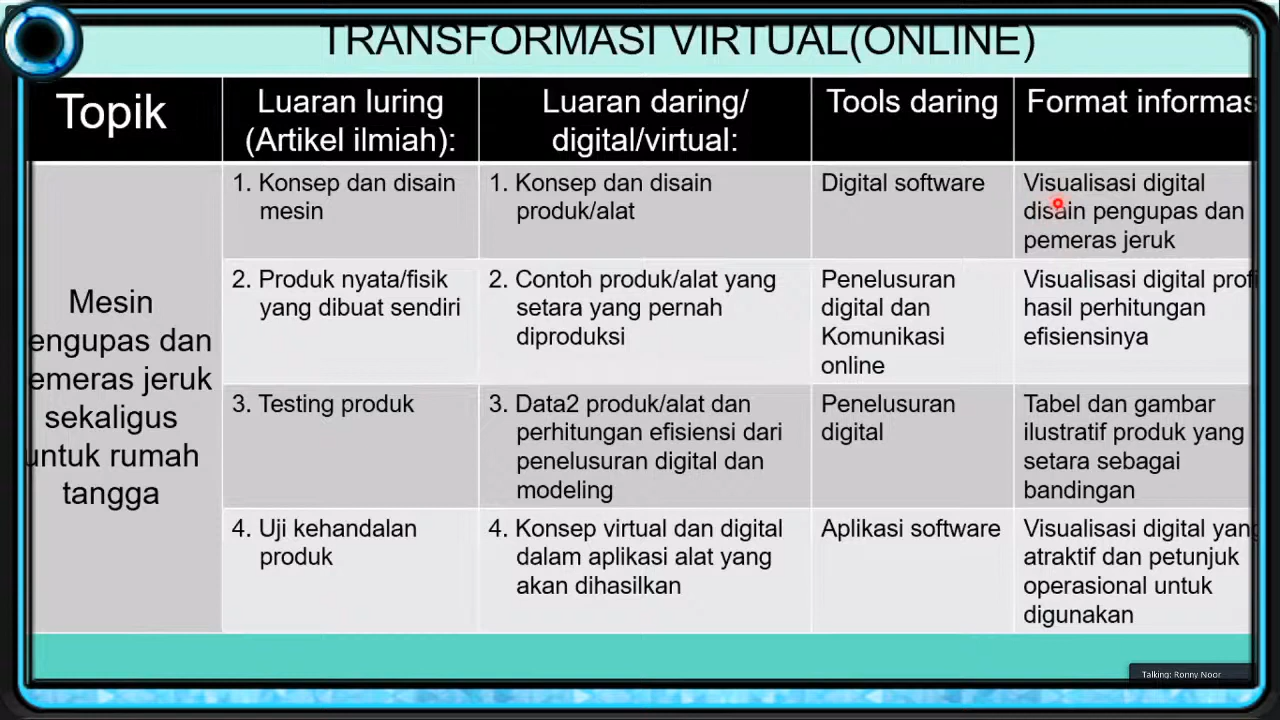 TRANSFORMASI VIRTUAL(ONLINE)
Topik
Luaran luring
(Artikel ilmiah):
Luaran daring/
digital/virtual:
Tools daring
Format informas
Mesin
engupas dan
emeras jeruk
sekaligus
untuk rumah
tangga
1. Konsep dan disain
mesin
1. Konsep dan disain
produk/alat
Digital software
Visualisasi digital
disain pengupas dan
pemeras jeruk
2. Produk nyata/fisik
yang dibuat sendiri
2. Contoh produk/alat yang
setara yang pernah
diproduksi
Penelusuran
digital dan
Komunikasi
online
Visualisasi digital profi
hasil perhitungan
efisiensinya
3. Testing produk
3. Data2 produk/alat dan
perhitungan efisiensi dari
penelusuran digital dan
modeling
Penelusuran
digital
Tabel dan gambar
ilustratif produk yang
setara sebagai
bandingan
4. Uji kehandalan
produk
4. Konsep virtual dan digital
dalam aplikasi alat yang
akan dihasilkan
Aplikasi software
Visualisasi digital yang
atraktif dan petunjuk
operasional untuk
digunakan
Talking: Ronny Noor